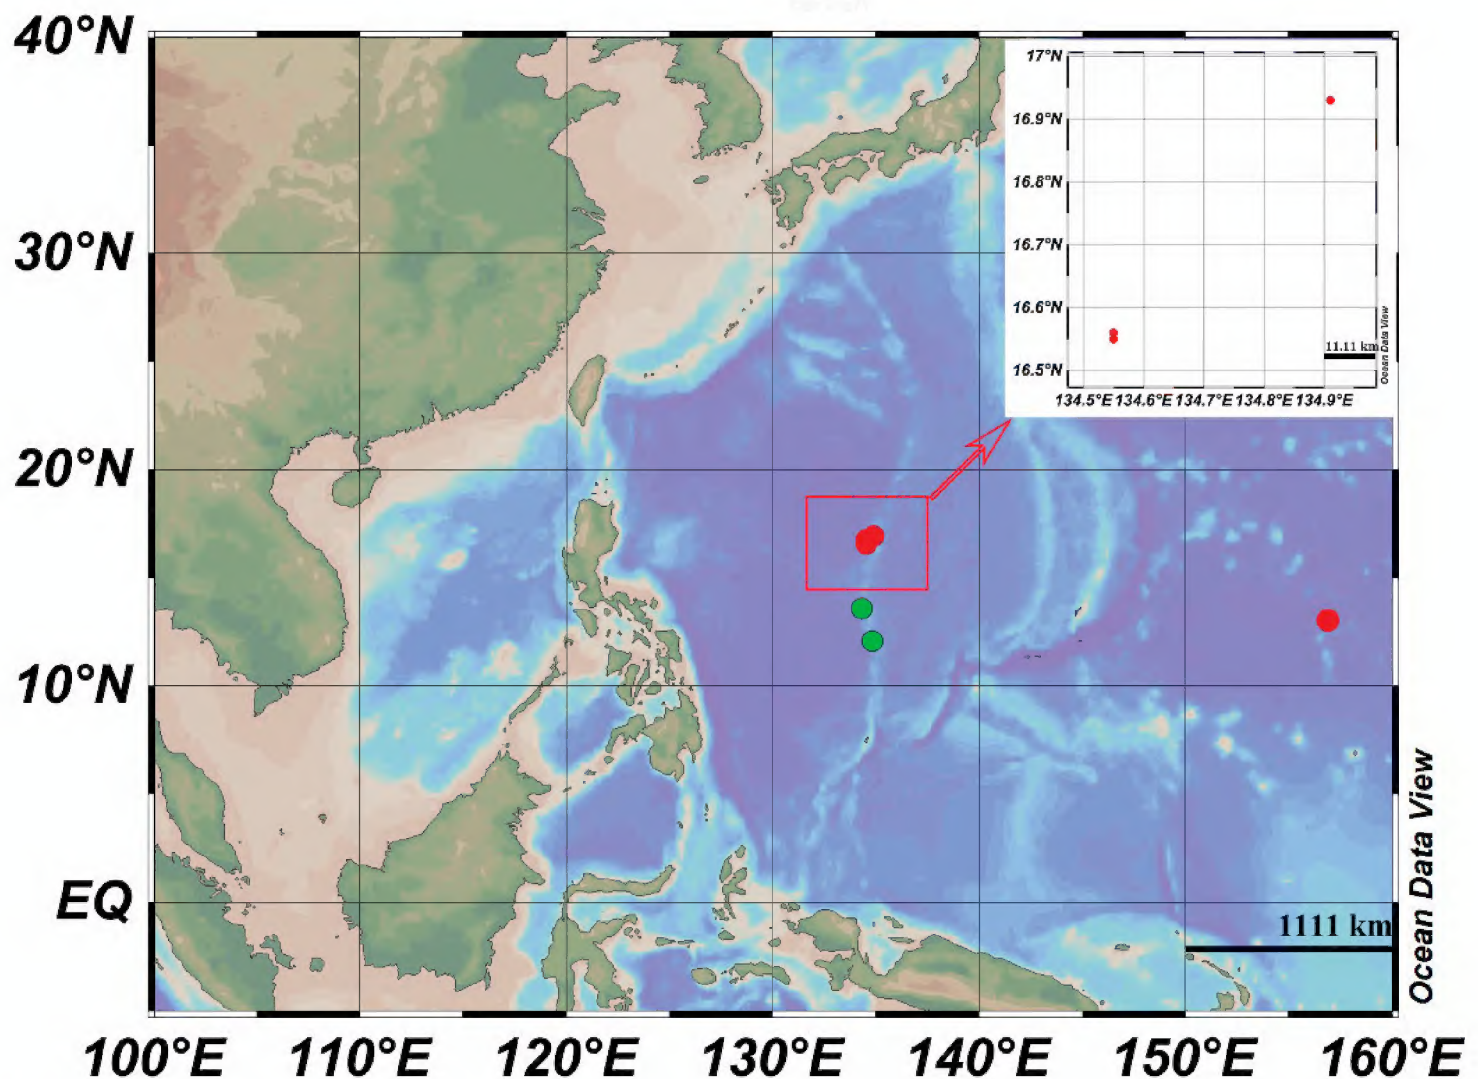 40°N
30°N
20°N
10°N
EQ
100°E 110°E 120°E 130°E 140°E 150°E 160°E
1111 km
Ocean Data View
17°N
16.9°N
16.8°N
16.7°N
16.6°N
16.5°N
134.5°E 134.6°E 134.7°E 134.8°E 134.9°E
11.11 km
Ocean Data View